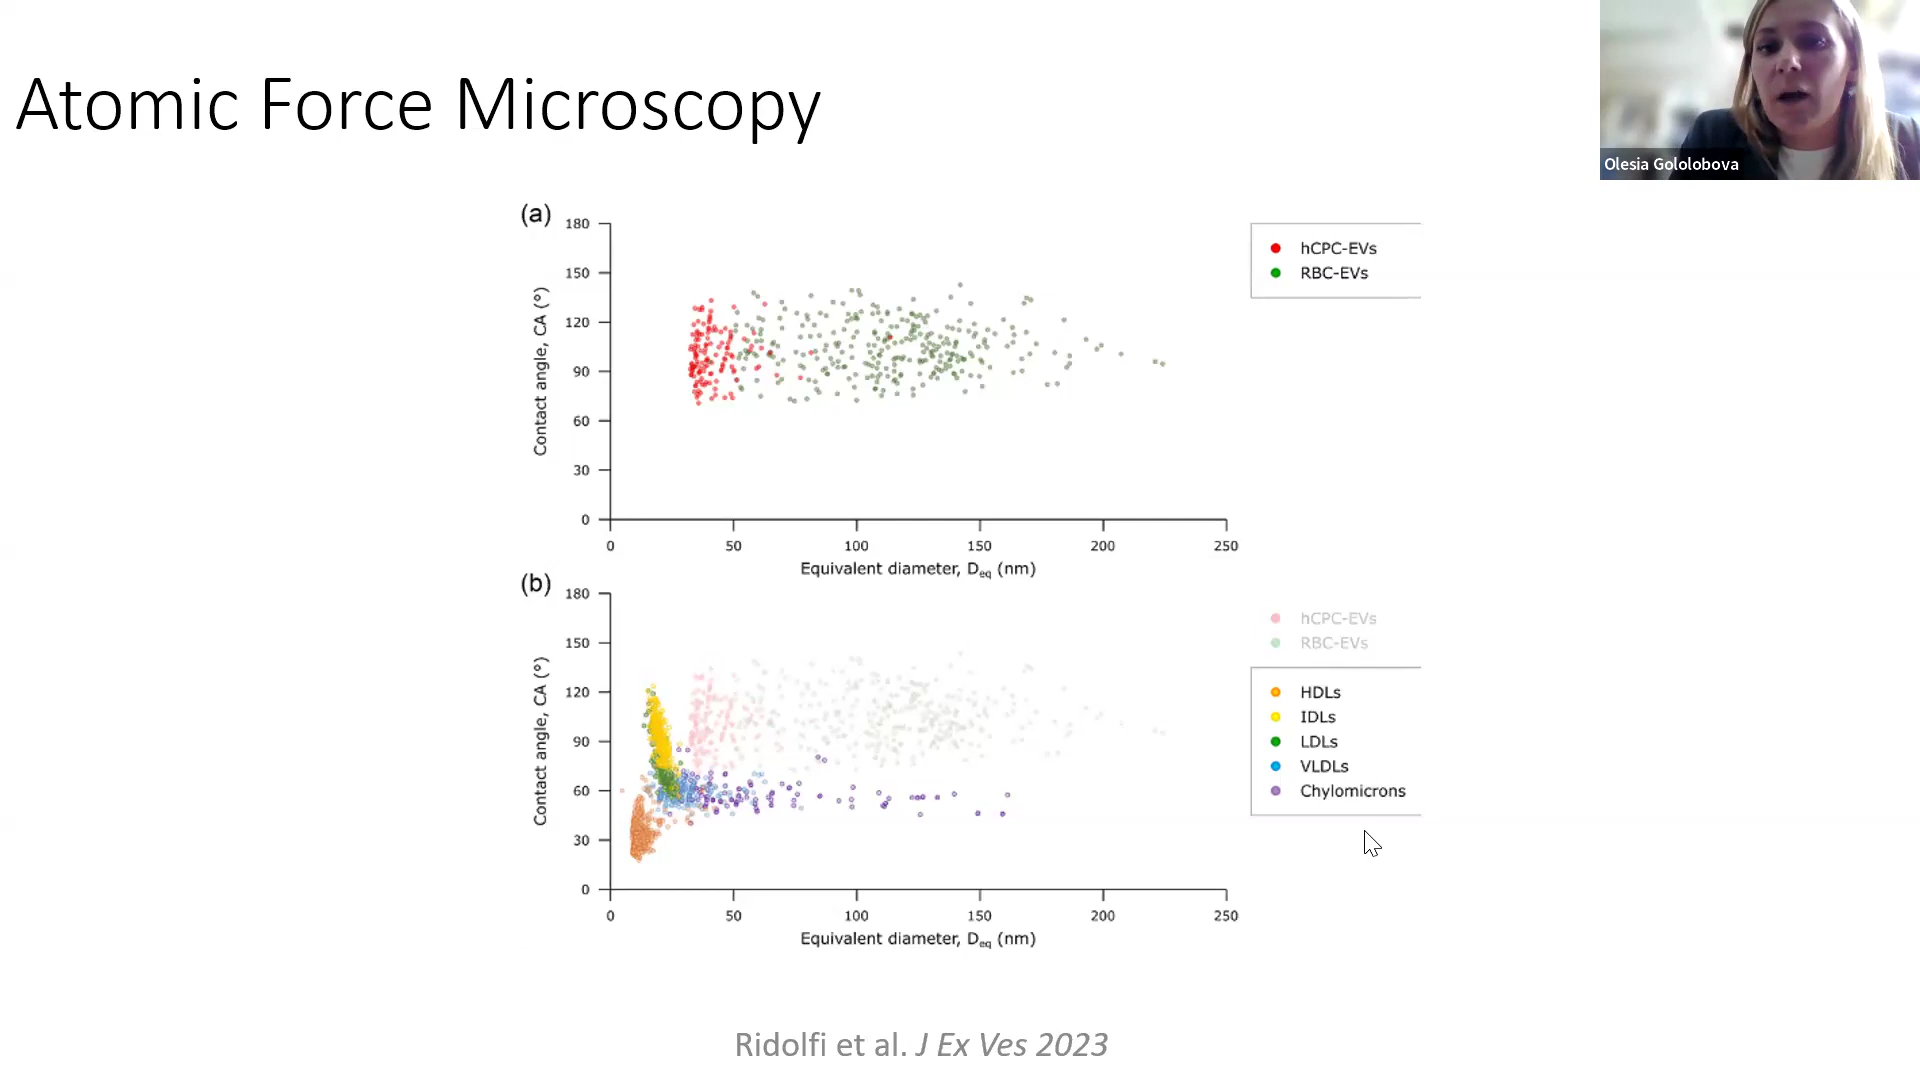 Atomic Force Microscopy
Olesia Gololobova
(a)
180
150
120
90
60
30
0
Contact angle, CA (°)
0 50 100 150 200 250
Equivalent diameter, Deq (nm)
hCPC-EVs
RBC-EVs
(b)
180
150
120
90
60
30
0
Contact angle, CA (°)
0 50 100 150 200 250
Equivalent diameter, Deq (nm)
hCPC-EVs
RBC-EVs
HDLs
IDLs
LDLs
VLDLs
Chylomicrons
Ridolfi et al. J Ex Ves 2023